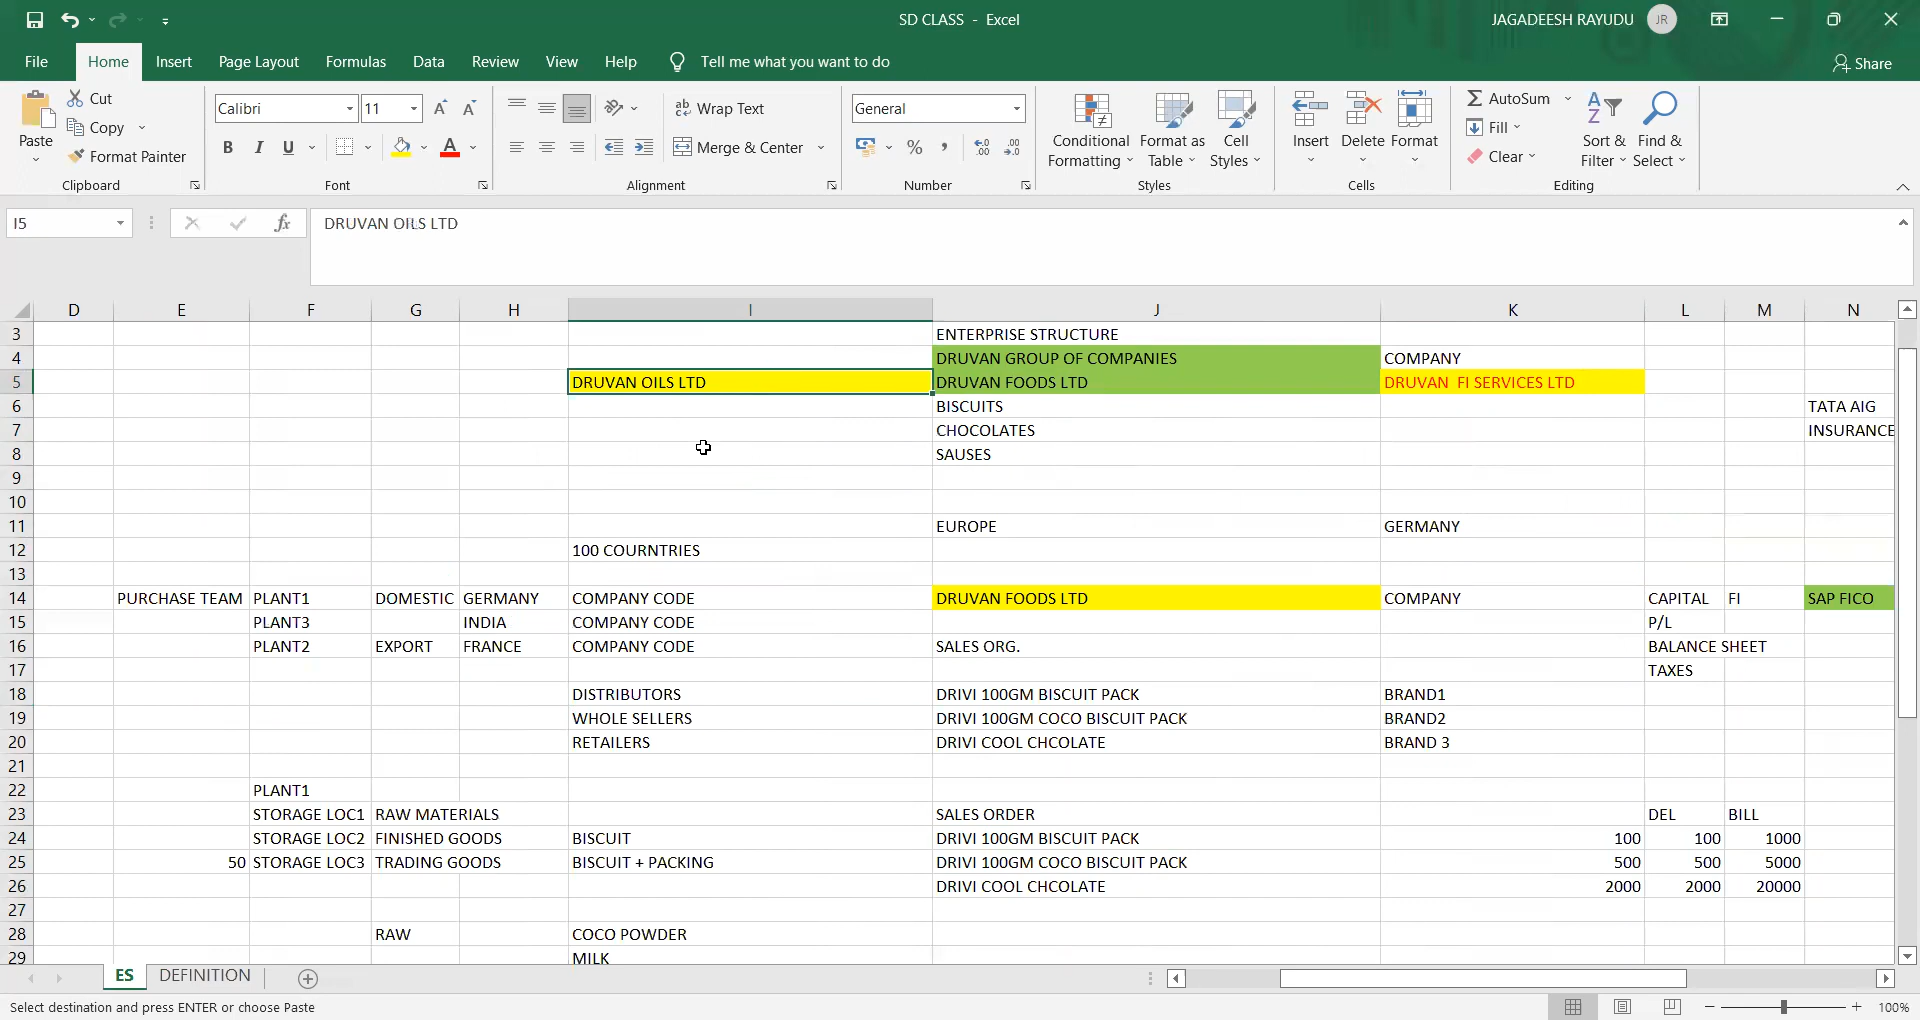 SD CLASS - Excel
JAGADEESH RAYUDU JR
File Home Insert Page Layout Formulas Data Review View Help Tell me what you want to do Share
Paste Cut Copy Format Painter Clipboard
Calibri 11 B I U A Font
ab Wrap Text Merge & Center Alignment
General % , Number
Conditional Formatting Format as Table Cell Styles Styles
Insert Delete Format Cells
AutoSum Fill Clear Sort & Filter Find & Select Editing
I5 fx DRUVAN OILS LTD
D E F G H I J K L M N
3 ENTERPRISE STRUCTURE
4 DRUVAN GROUP OF COMPANIES COMPANY
5 DRUVAN OILS LTD DRUVAN FOODS LTD DRUVAN FI SERVICES LTD
6 BISCUITS TATA AIG
7 CHOCOLATES INSURANCE
8 SAUSES
9
10
11 EUROPE GERMANY
12 100 COURNTRIES
13
14 PURCHASE TEAM PLANT1 DOMESTIC GERMANY COMPANY CODE DRUVAN FOODS LTD COMPANY CAPITAL FI SAP FICO
15 PLANT3 INDIA COMPANY CODE P/L
16 PLANT2 EXPORT FRANCE COMPANY CODE SALES ORG. BALANCE SHEET
17 TAXES
18 DISTRIBUTORS DRIVI 100GM BISCUIT PACK BRAND1
19 WHOLE SELLERS DRIVI 100GM COCO BISCUIT PACK BRAND2
20 RETAILERS DRIVI COOL CHCOLATE BRAND 3
21
22 PLANT1
23 STORAGE LOC1 RAW MATERIALS SALES ORDER DEL BILL
24 STORAGE LOC2 FINISHED GOODS BISCUIT DRIVI 100GM BISCUIT PACK 100 100 1000
25 50 STORAGE LOC3 TRADING GOODS BISCUIT + PACKING DRIVI 100GM COCO BISCUIT PACK 500 500 5000
26 DRIVI COOL CHCOLATE 2000 2000 20000
27
28 RAW COCO POWDER
29 MILK
ES DEFINITION
Select destination and press ENTER or choose Paste 100%